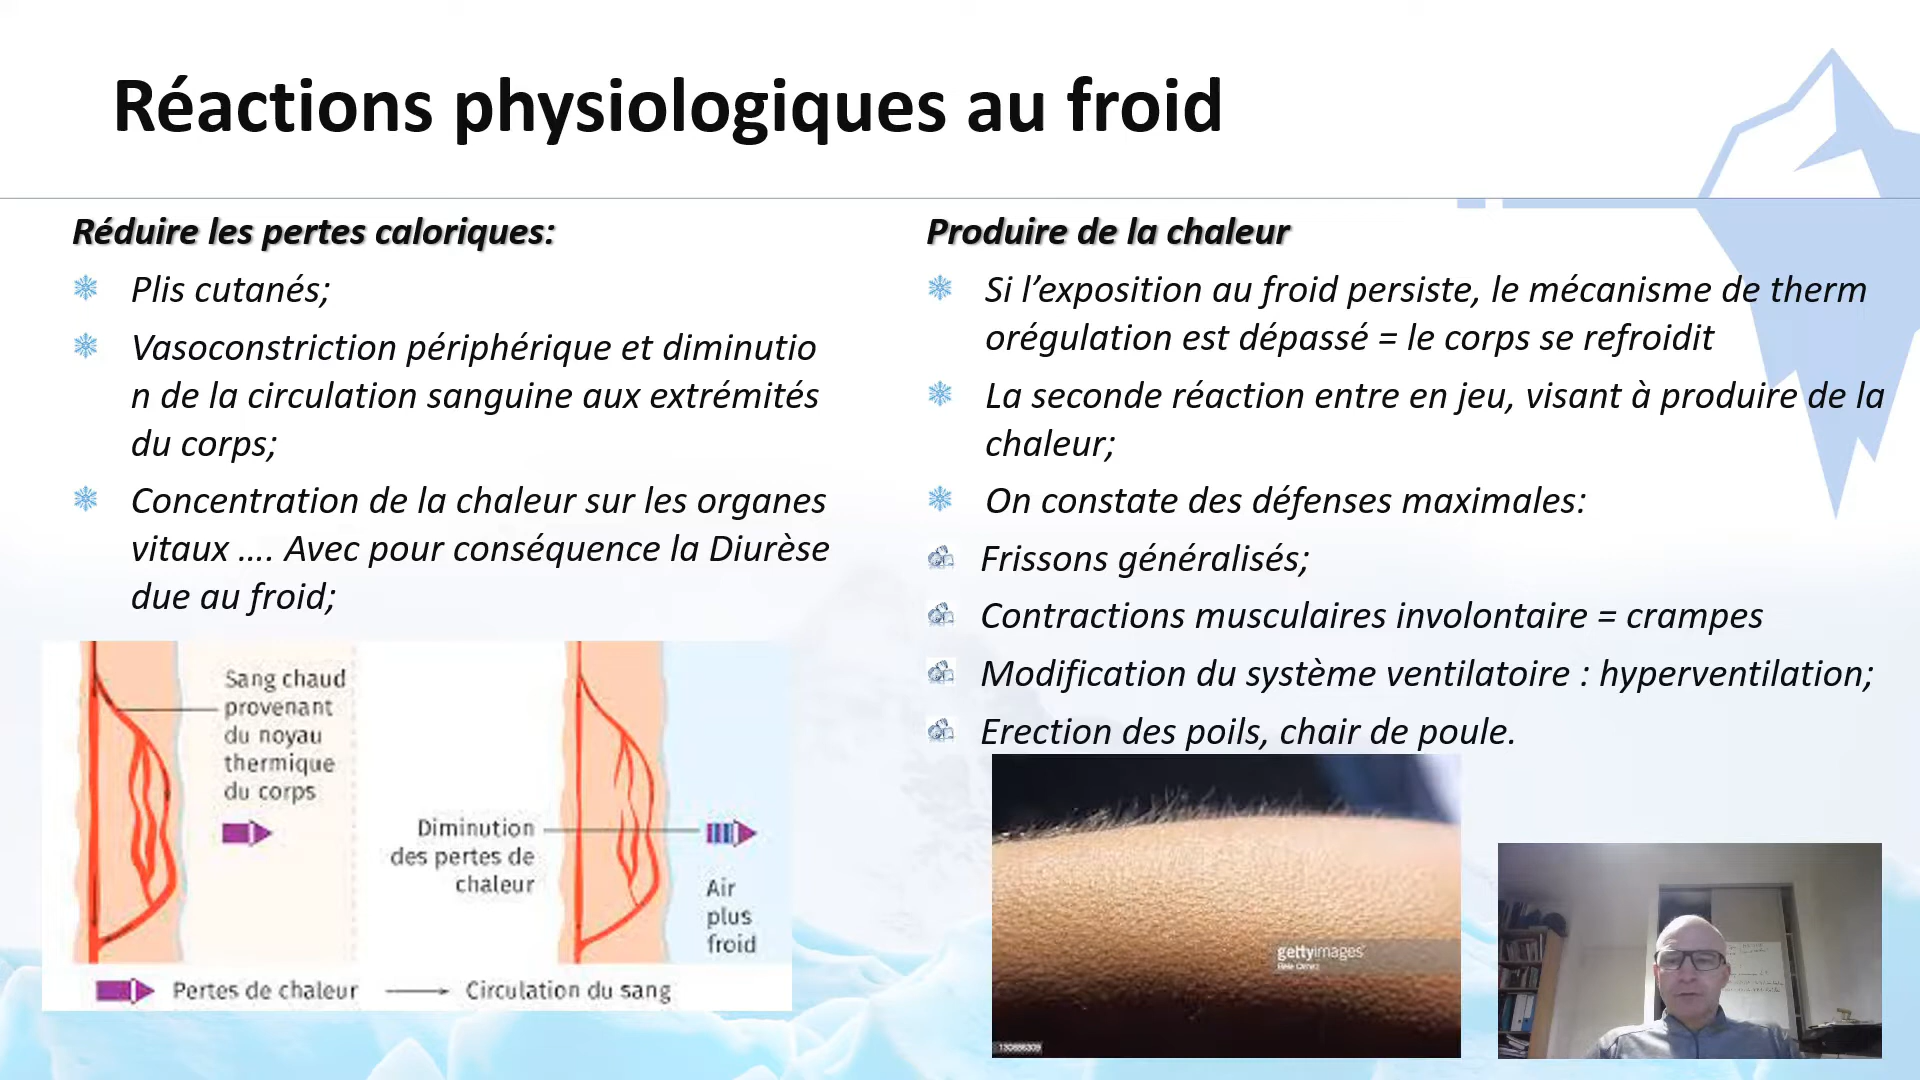 Réactions physiologiques au froid
Réduire les pertes caloriques:
Plis cutanés;
Vasoconstriction périphérique et diminutio
n de la circulation sanguine aux extrémités
du corps;
Concentration de la chaleur sur les organes
vitaux .... Avec pour conséquence la Diurèse
due au froid;
Sang chaud
provenant
du noyau
thermique
du corps
Diminution
des pertes de
chaleur
Air
plus
froid
Pertes de chaleur
Circulation du sang
Produire de la chaleur
Si l’exposition au froid persiste, le mécanisme de therm
orégulation est dépassé = le corps se refroidit
La seconde réaction entre en jeu, visant à produire de la
chaleur;
On constate des défenses maximales:
Frissons généralisés;
Contractions musculaires involontaire = crampes
Modification du système ventilatoire : hyperventilation;
Erection des poils, chair de poule.
gettyimages